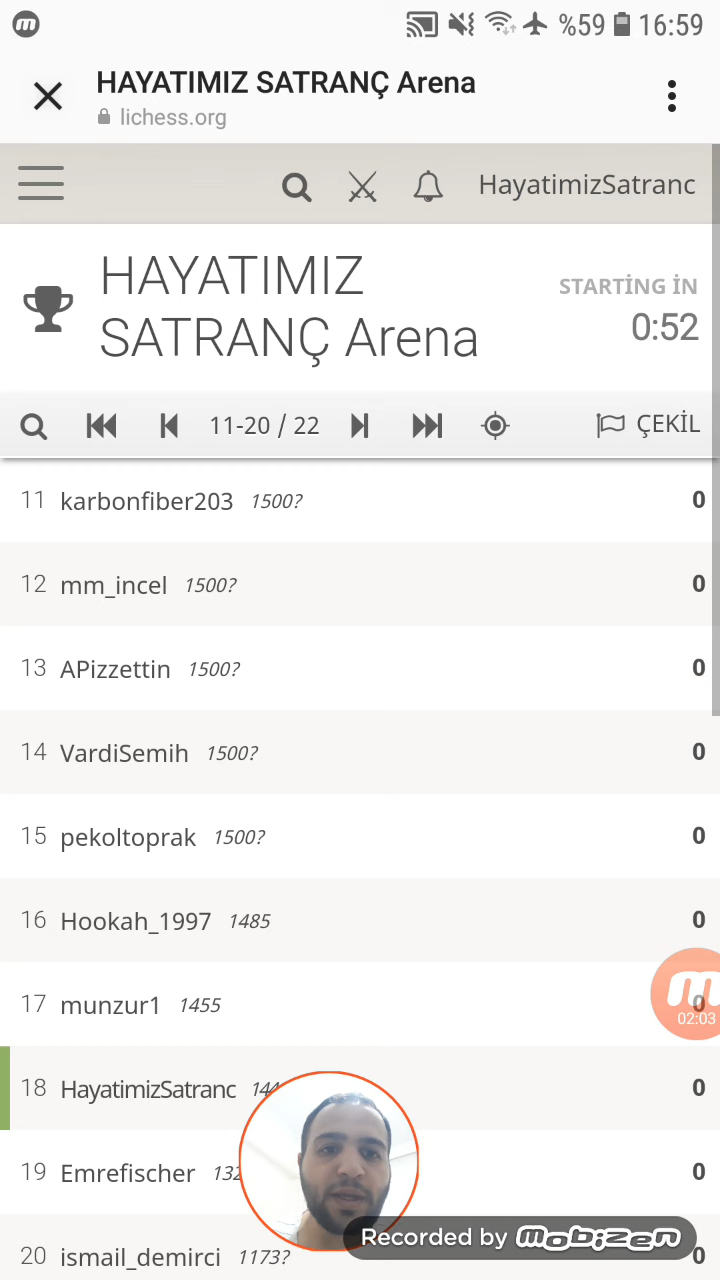 %59 16:59
HAYATIMIZ SATRANÇ Arena
lichess.org
HayatimizSatranc
HAYATIMIZ
SATRANÇ Arena
STARTİNG İN
0:52
11-20 / 22
ÇEKİL
11 karbonfiber203 1500? 0
12 mm_incel 1500? 0
13 APizzettin 1500? 0
14 VardiSemih 1500? 0
15 pekoltoprak 1500? 0
16 Hookah_1997 1485 0
17 munzur1 1455 0
02:03
18 HayatimizSatranc 0
19 Emrefischer 0
Recorded by mobizen
20 ismail_demirci 1173? 0